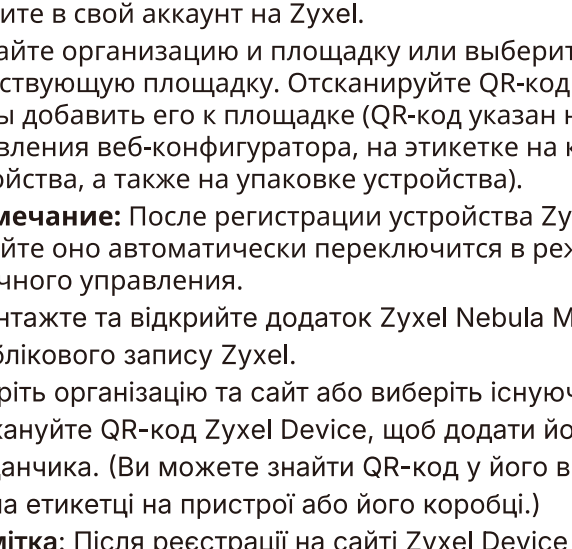 ите в свой аккаунт на Zyxel.
айте организацию и площадку или выберит
ствующую площадку. Отсканируйте QR-код
ы добавить его к площадке (QR-код указан н
вления веб-конфигуратора, на этикетке на к
ойства, а также на упаковке устройства).
мечание: После регистрации устройства Zy
йте оно автоматически переключится в реж
чного управления.
нтажте та відкрийте додаток Zyxel Nebula M
блікового запису Zyxel.
ріть організацію та сайт або виберіть існуюч
кануйте QR-код Zyxel Device, щоб додати йо
данчика. (Ви можете знайти QR-код у його в
на етикетці на пристрої або його коробці.)
мітка: Після реєстрації на сайті Zyxel Device